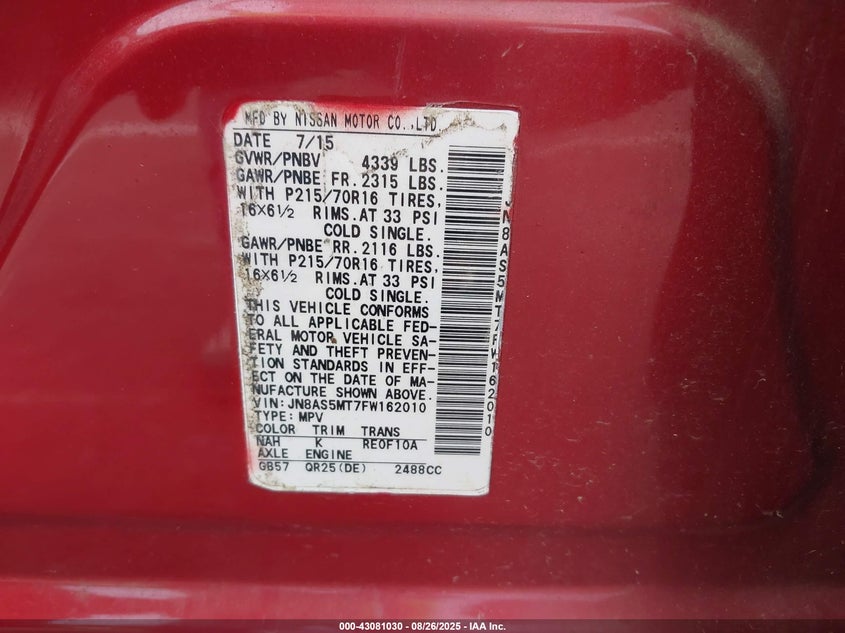 MFD BY NISSAN MOTOR CO.,LTD
DATE 7/15
GVWR/PNBV 4339 LBS.
GAWR/PNBE FR. 2315 LBS.
WITH P215/70R16 TIRES,
16X6½ RIMS. AT 33 PSI
COLD SINGLE.
GAWR/PNBE RR. 2116 LBS.
WITH P215/70R16 TIRES,
16X6½ RIMS. AT 33 PSI
COLD SINGLE.
THIS VEHICLE CONFORMS
TO ALL APPLICABLE FED-
ERAL MOTOR VEHICLE SA-
FETY AND THEFT PREVEN-
TION STANDARDS IN EFF-
ECT ON THE DATE OF MA-
NUFACTURE SHOWN ABOVE.
VIN:JN8AS5MT7FW162010
TYPE:MPV
COLOR TRIM TRANS
NAH K RE0F10A
AXLE ENGINE
GB57 QR25(DE) 2488CC
JN8AS5MT7FW162010
000-43081030 - 08/26/2025 - IAA Inc.